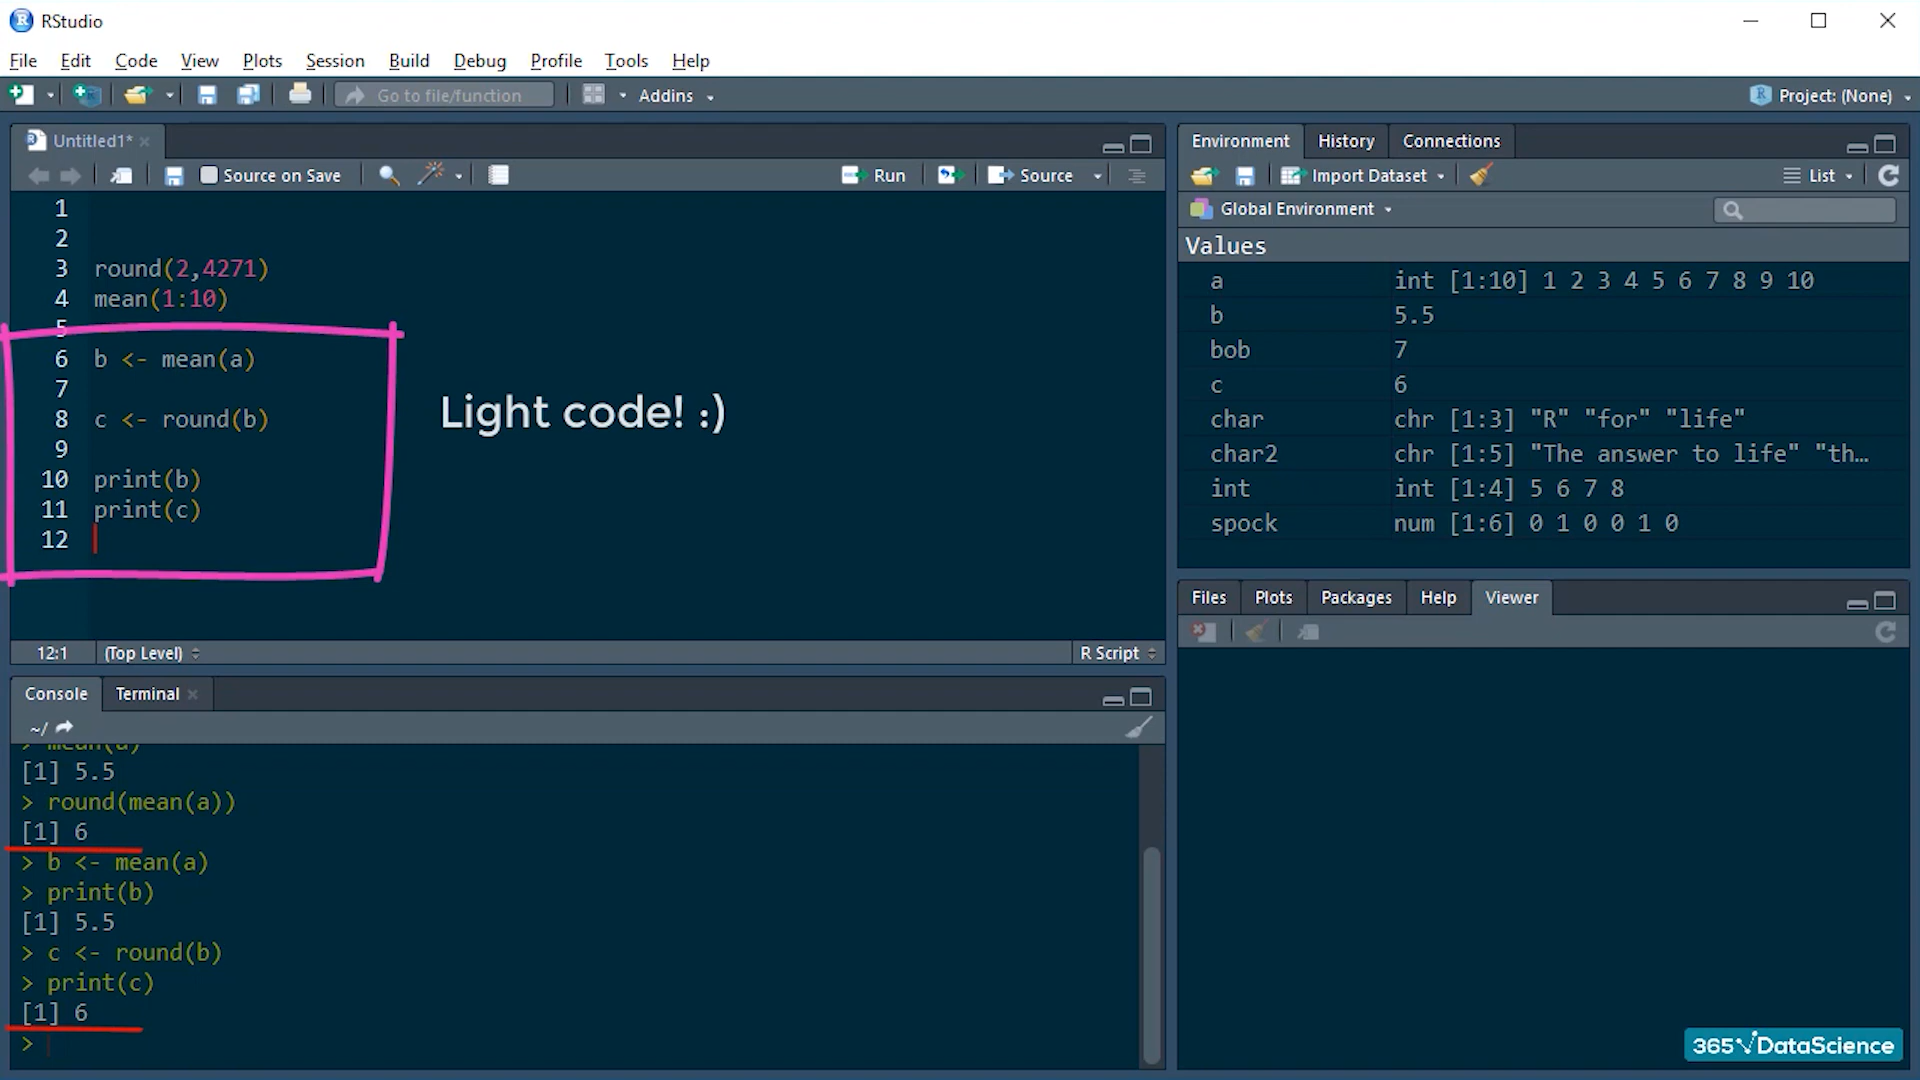 RStudio
File Edit Code View Plots Session Build Debug Profile Tools Help
Go to file/function Addins Project: (None)
Untitled1*
Source on Save Run Source
1
2
3 round(2,4271)
4 mean(1:10)
5
6 b <- mean(a)
7
8 c <- round(b)
9
10 print(b)
11 print(c)
12
Light code! :)
12:1 (Top Level) R Script
Console Terminal
~/
> mean(a)
[1] 5.5
> round(mean(a))
[1] 6
> b <- mean(a)
> print(b)
[1] 5.5
> c <- round(b)
> print(c)
[1] 6
>
Environment History Connections
Import Dataset List
Global Environment
Values
a int [1:10] 1 2 3 4 5 6 7 8 9 10
b 5.5
bob 7
c 6
char chr [1:3] "R" "for" "life"
char2 chr [1:5] "The answer to life" "th…
int int [1:4] 5 6 7 8
spock num [1:6] 0 1 0 0 1 0
Files Plots Packages Help Viewer
365 DataScience